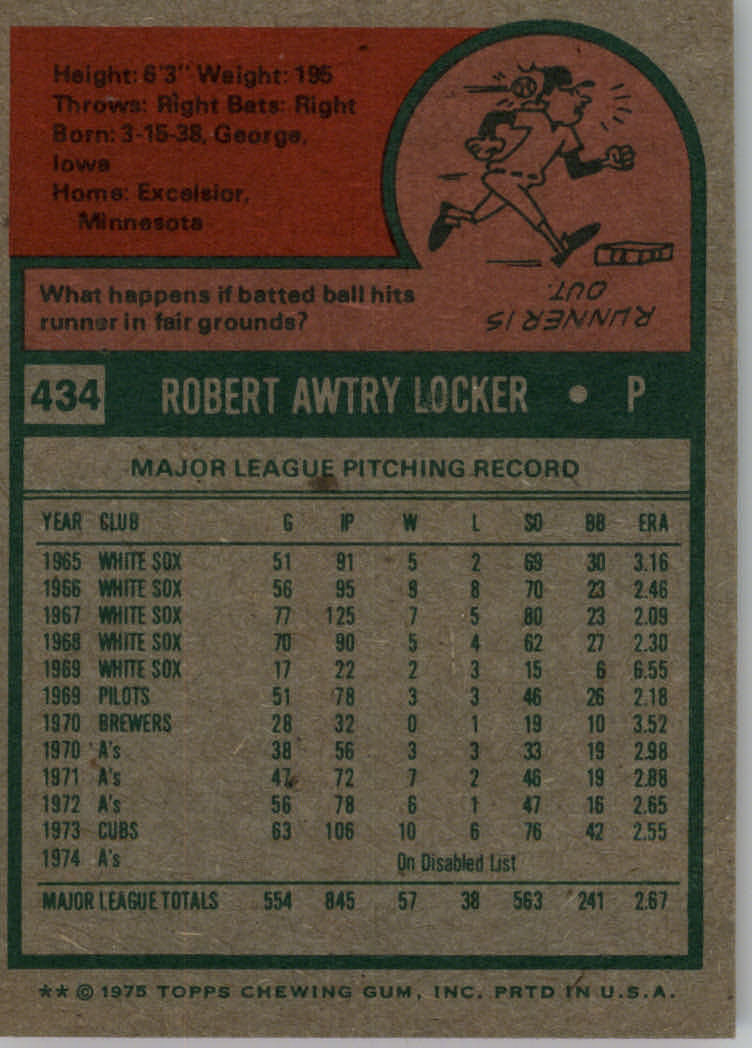 Height: 6'3" Weight: 195
Throws: Right Bats: Right
Born: 3-15-38, George,
Iowa
Home: Excelsior,
Minnesota
What happens if batted ball hits
runner in fair grounds?
RUNNER IS
OUT.
434 ROBERT AWTRY LOCKER • P
MAJOR LEAGUE PITCHING RECORD
YEAR CLUB G IP W L SO BB ERA
1965 WHITE SOX 51 91 5 2 69 30 3.16
1966 WHITE SOX 56 95 9 8 70 23 2.46
1967 WHITE SOX 77 125 7 5 80 23 2.09
1968 WHITE SOX 70 90 5 4 62 27 2.30
1969 WHITE SOX 17 22 2 3 15 6 6.55
1969 PILOTS 51 78 3 3 46 26 2.18
1970 BREWERS 28 32 0 1 19 10 3.52
1970 A's 38 56 3 3 33 19 2.98
1971 A's 47 72 7 2 46 19 2.88
1972 A's 56 78 6 1 47 16 2.65
1973 CUBS 63 106 10 6 76 42 2.55
1974 A's On Disabled List
MAJOR LEAGUE TOTALS 554 845 57 38 563 241 2.67
** © 1975 TOPPS CHEWING GUM, INC. PRTD IN U.S.A.